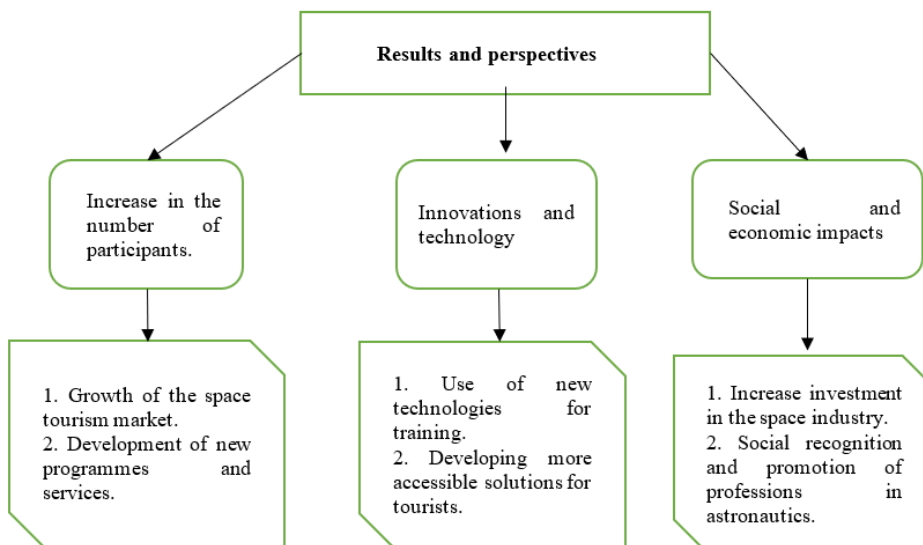 Results and perspectives
Increase in the
number of
participants.
Innovations and
technology
Social and
economic impacts
1. Growth of the space
tourism market.
2. Development of new
programmes and
services.
1. Use of new
technologies for
training.
2. Developing more
accessible solutions for
tourists.
1. Increase investment
in the space industry.
2. Social recognition
and promotion of
professions in
astronautics.